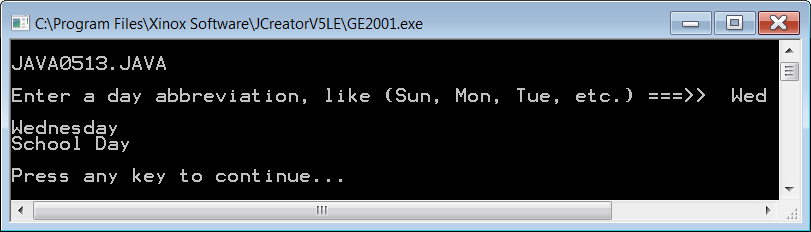 C:\Program Files\Xinox Software\JCreatorV5LE\GE2001.exe
JAVA0513.JAVA
Enter a day abbreviation, like (Sun, Mon, Tue, etc.) ===>>  Wed
Wednesday
School Day
Press any key to continue...